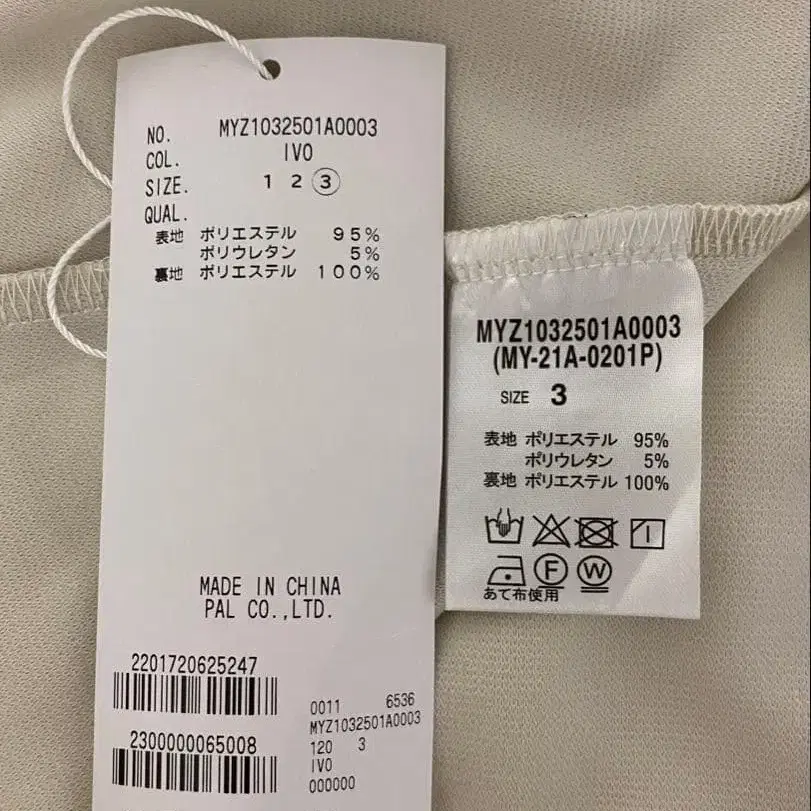 NO. MYZ1032501A0003
COL. IVO
SIZE. 1 2 3
QUAL.
表地 ポリエステル 95%
ポリウレタン 5%
裏地 ポリエステル 100%
MADE IN CHINA
PAL CO.,LTD.
2201720625247
2300000065008
0011 6536
MYZ1032501A0003
120 3
IVO
000000
MYZ1032501A0003
(MY-21A-0201P)
SIZE 3
表地 ポリエステル 95%
ポリウレタン 5%
裏地 ポリエステル 100%
F W
あて布使用